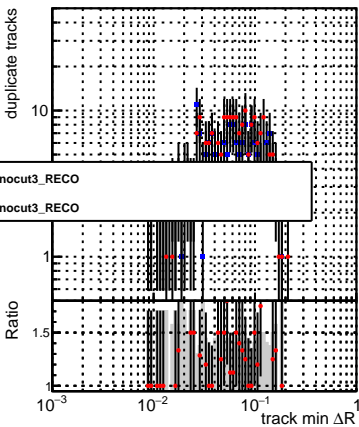 duplicate tracks
10
nocut3_RECO
nocut3_RECO
1
Ratio
1.5
1
10⁻³ 10⁻² 10⁻¹ 1
track min ΔR